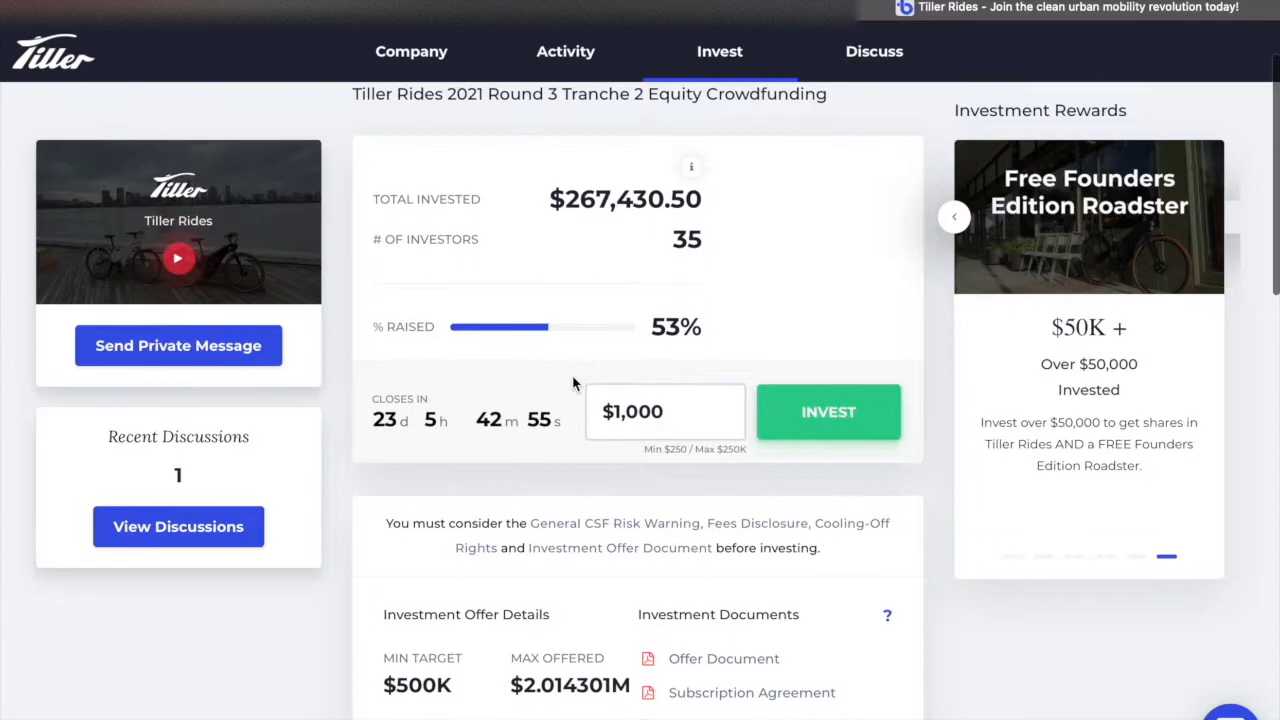 Tiller Rides - Join the clean urban mobility revolution today!
Tiller
Company
Activity
Invest
Discuss
Tiller Rides 2021 Round 3 Tranche 2 Equity Crowdfunding
Tiller
Tiller Rides
Send Private Message
Recent Discussions
1
View Discussions
i
TOTAL INVESTED $267,430.50
# OF INVESTORS 35
% RAISED 53%
CLOSES IN
23 d 5 h 42 m 55 s
$1,000
INVEST
Min $250 / Max $250K
You must consider the General CSF Risk Warning, Fees Disclosure, Cooling-Off
Rights and Investment Offer Document before investing.
Investment Offer Details
MIN TARGET
$500K
MAX OFFERED
$2.014301M
Investment Documents
?
Offer Document
Subscription Agreement
Investment Rewards
Free Founders
Edition Roadster
$50K +
Over $50,000
Invested
Invest over $50,000 to get shares in
Tiller Rides AND a FREE Founders
Edition Roadster.